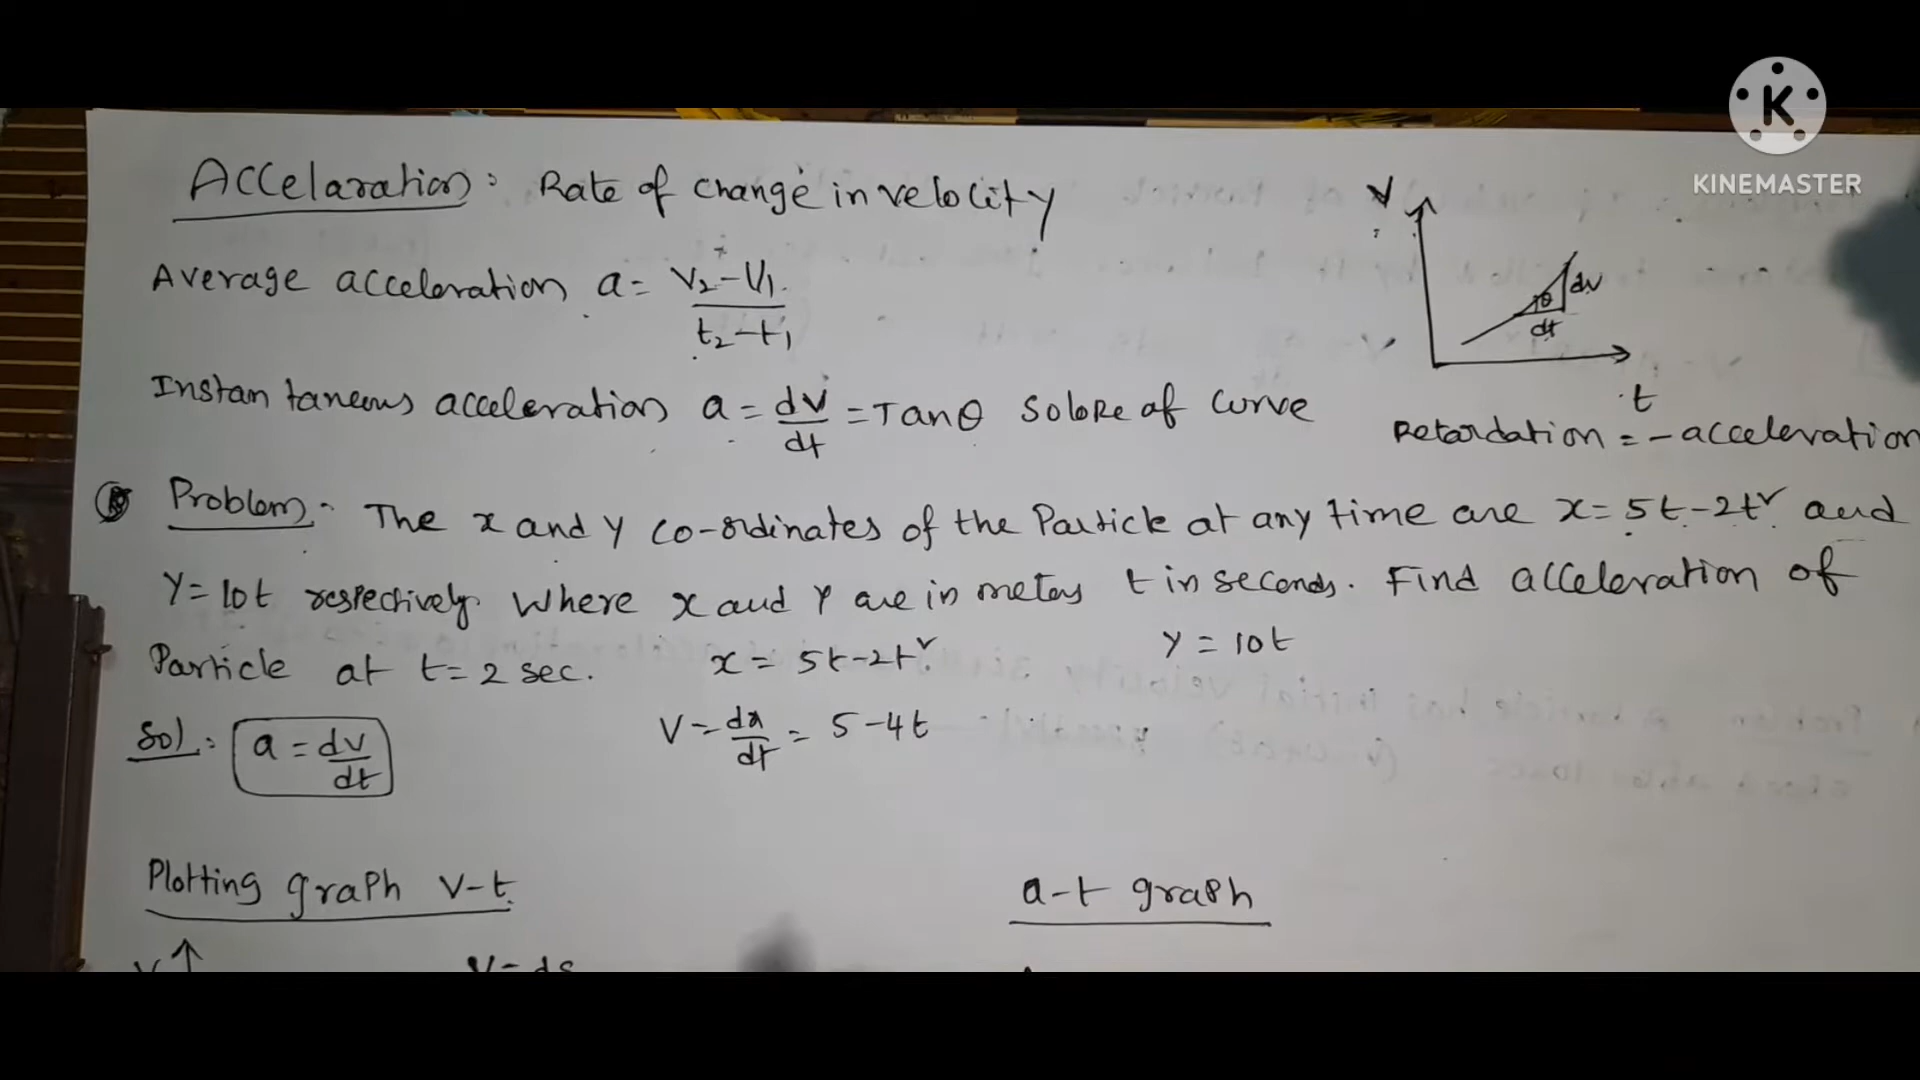 Accelaration: Rate of change in velocity
Average acceleration a = V₂-V₁ / t₂-t₁
Instantaneous acceleration a = dv/dt = Tanθ Solope of curve
V
dv
θ
dt
t
Retardation = - acceleration
Problem:- The x and y co-ordinates of the Particle at any time are x = 5t-2t² and
y = 10t respectively. Where x and y are in meters t in seconds. Find acceleration of
Particle at t = 2 sec.
x = 5t-2t²
y = 10t
Sol: a = dv/dt
V = dx/dt = 5-4t
Plotting graph V-t
a-t graph
V
V = ds
K
KINEMASTER